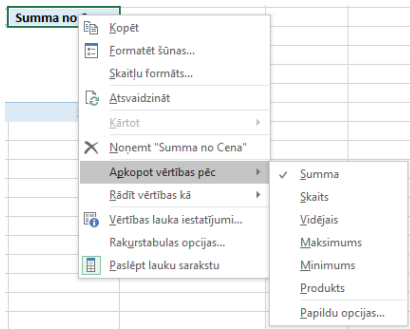 Summa no
Kopēt
Formatēt šūnas...
Skaitļu formāts...
Atsvaidzināt
Kārtot
Noņemt "Summa no Cena"
Apkopot vērtības pēc
Rādīt vērtības kā
Vērtības lauka iestatījumi...
Rakurstabulas opcijas...
Paslēpt lauku sarakstu
Summa
Skaits
Vidējais
Maksimums
Minimums
Produkts
Papildu opcijas...